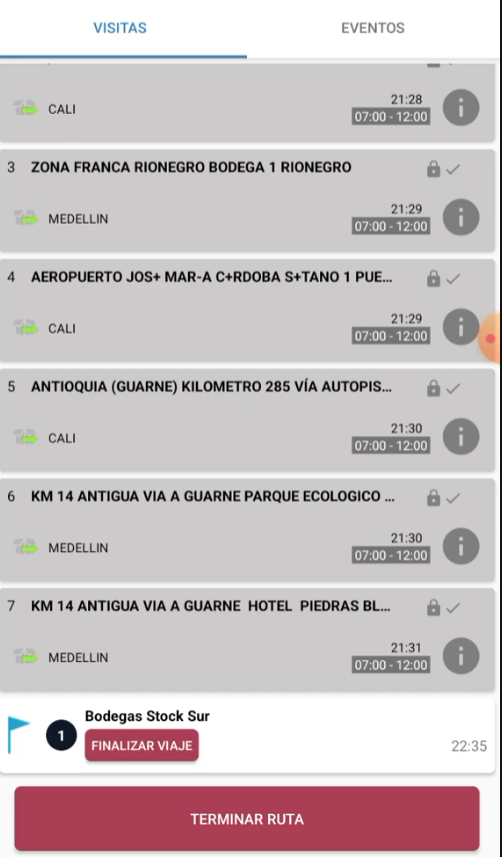 VISITAS
EVENTOS
CALI
21:28
07:00 - 12:00
3 ZONA FRANCA RIONEGRO BODEGA 1 RIONEGRO
MEDELLIN
21:29
07:00 - 12:00
4 AEROPUERTO JOS+ MAR-A C+RDOBA S+TANO 1 PUE...
CALI
21:29
07:00 - 12:00
5 ANTIOQUIA (GUARNE) KILOMETRO 285 VÍA AUTOPIS...
CALI
21:30
07:00 - 12:00
6 KM 14 ANTIGUA VIA A GUARNE PARQUE ECOLOGICO ...
MEDELLIN
21:30
07:00 - 12:00
7 KM 14 ANTIGUA VIA A GUARNE HOTEL PIEDRAS BL...
MEDELLIN
21:31
07:00 - 12:00
Bodegas Stock Sur
1
FINALIZAR VIAJE
22:35
TERMINAR RUTA